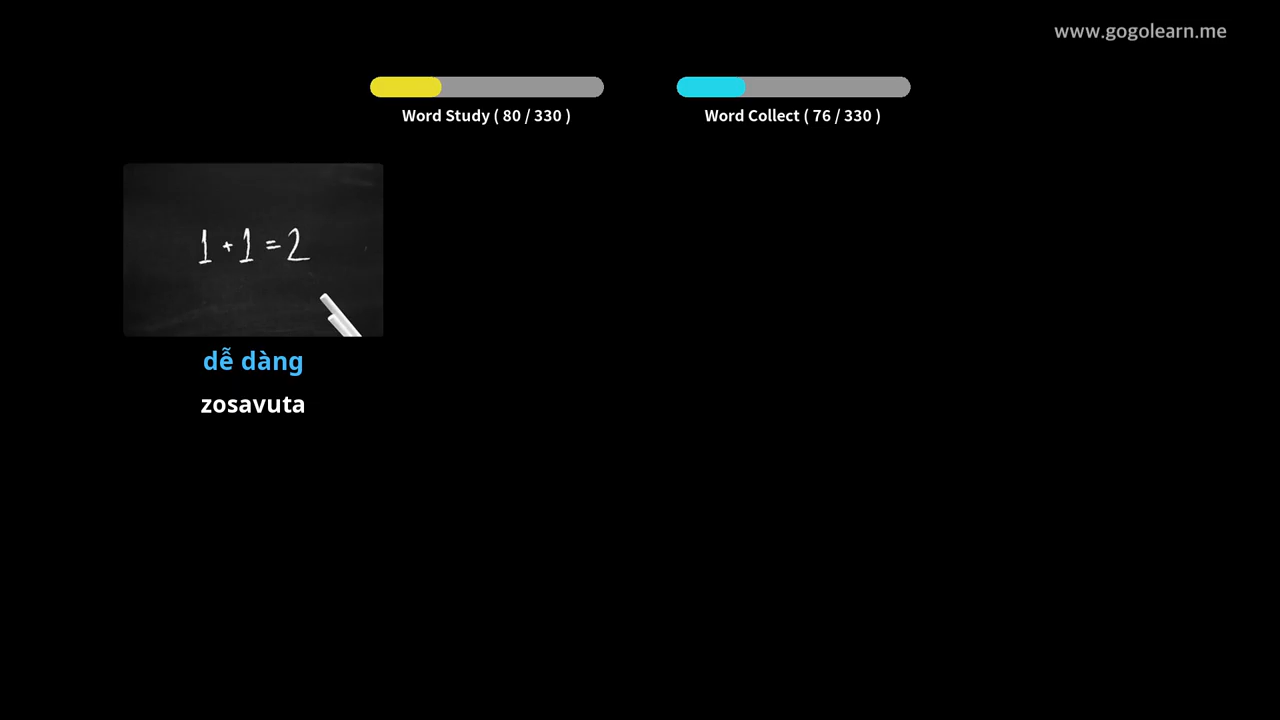 www.gogolearn.me
Word Study ( 80 / 330 )
Word Collect ( 76 / 330 )
1 + 1 = 2
dễ dàng
zosavuta